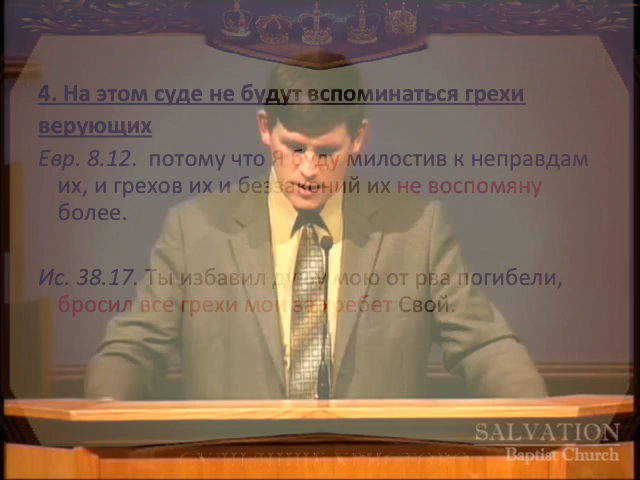 4. На этом суде не будут вспоминаться грехи
верующих
Евр. 8.12. потому что Я буду милостив к неправдам
их, и грехов их и беззаконий их не воспомяну
более.
Ис. 38.17. Ты избавил душу мою от рва погибели,
бросил все грехи мои за хребет Свой.
SALVATION
Baptist Church
СУДИЛИЩЕ ХРИСТОВО